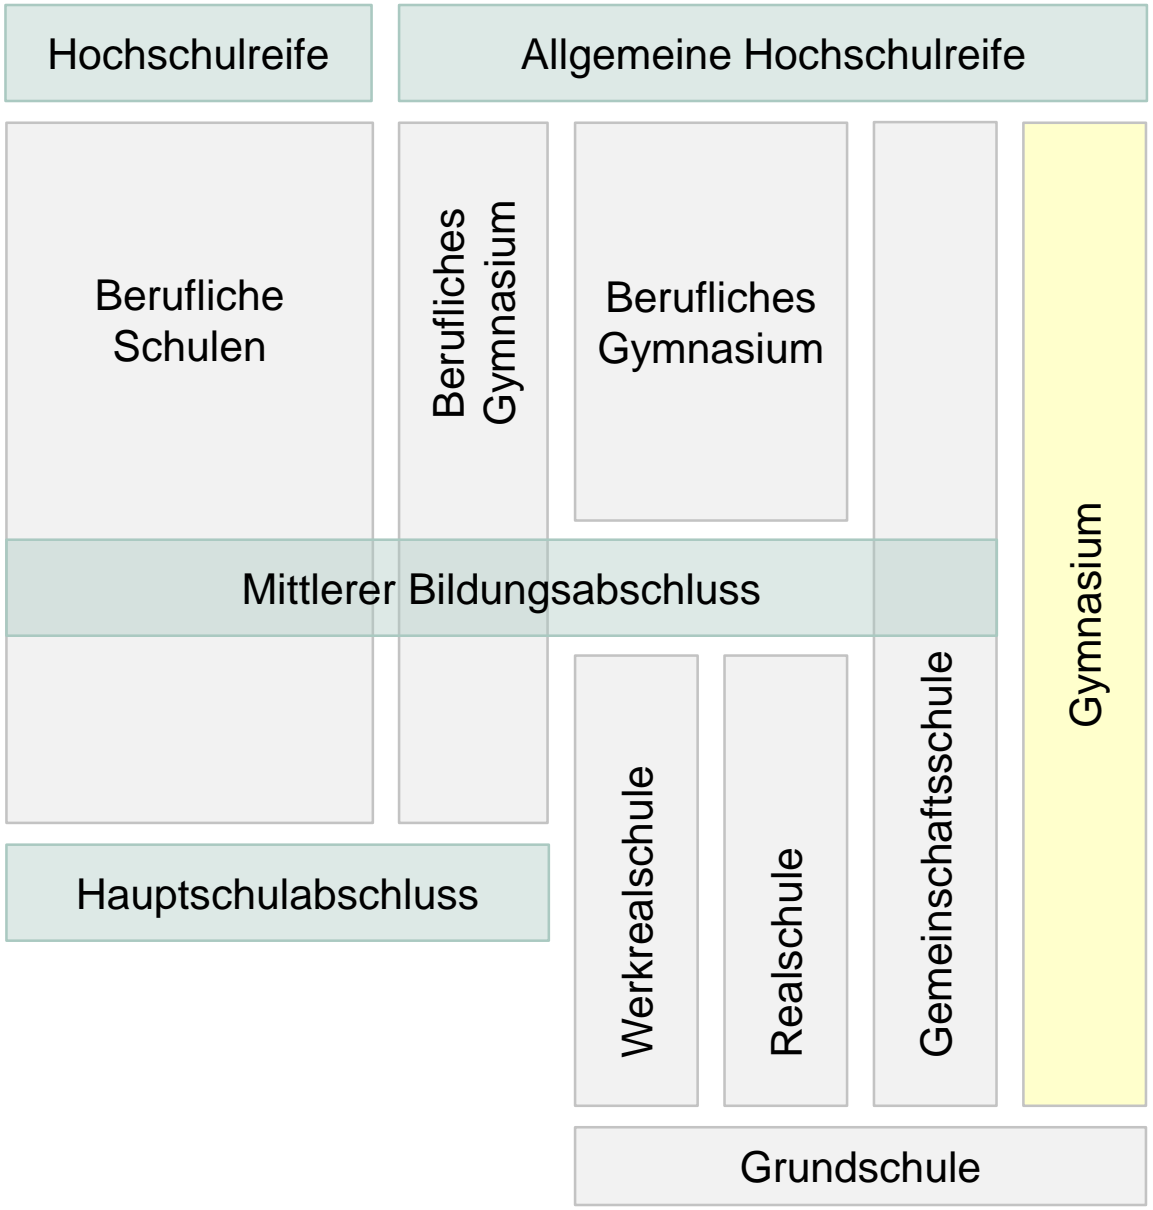 Hochschulreife
Allgemeine Hochschulreife
Berufliche
Schulen
Berufliches
Gymnasium
Berufliches
Gymnasium
Gymnasium
Mittlerer Bildungsabschluss
Hauptschulabschluss
Werkrealschule
Realschule
Gemeinschaftsschule
Grundschule